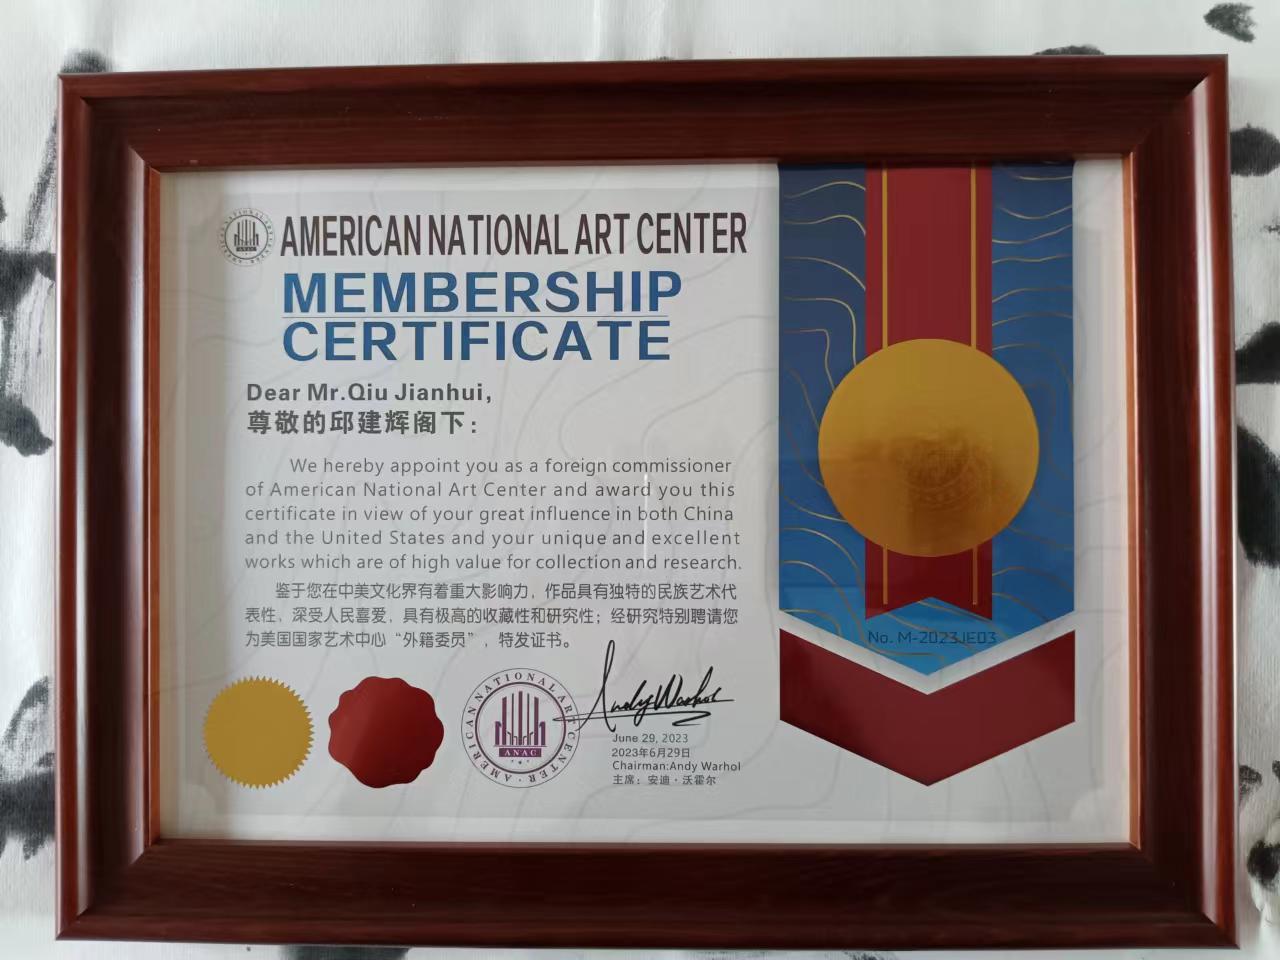 AMERICAN NATIONAL ART CENTER
MEMBERSHIP
CERTIFICATE
Dear Mr.Qiu Jianhui,
尊敬的邱建辉阁下：
We hereby appoint you as a foreign commissioner
of American National Art Center and award you this
certificate in view of your great influence in both China
and the United States and your unique and excellent
works which are of high value for collection and research.
鉴于您在中美文化界有着重大影响力，作品具有独特的民族艺术代
表性，深受人民喜爱，具有极高的收藏性和研究性；经研究特别聘请您
为美国国家艺术中心“外籍委员”，特发证书。
No. M-2023JE03
AMERICAN NATIONAL ART CENTER
ANAC
Andy Warhol
June 29, 2023
2023年6月29日
Chairman:Andy Warhol
主席：安迪·沃霍尔